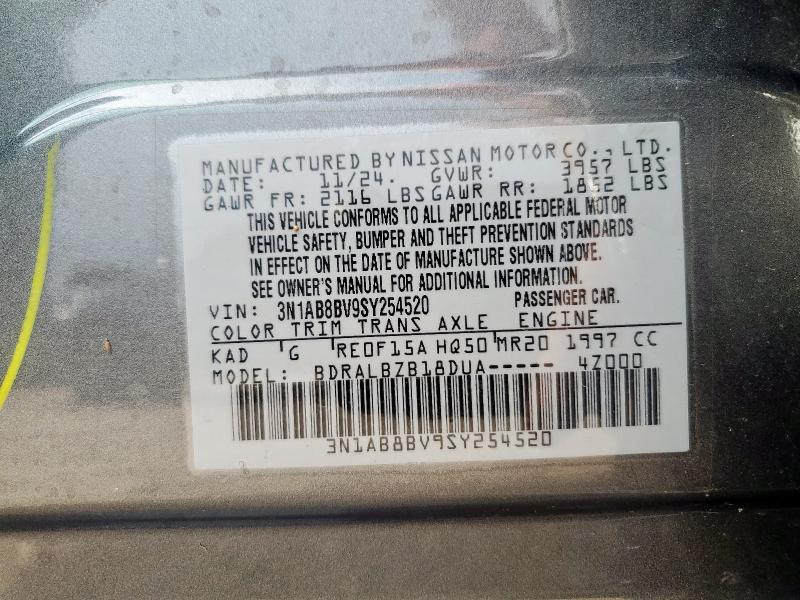 MANUFACTURED BY NISSAN MOTOR CO., LTD.
DATE: 11/24. GVWR: 3957 LBS
GAWR FR: 2116 LBS GAWR RR: 1852 LBS
THIS VEHICLE CONFORMS TO ALL APPLICABLE FEDERAL MOTOR
VEHICLE SAFETY, BUMPER AND THEFT PREVENTION STANDARDS
IN EFFECT ON THE DATE OF MANUFACTURE SHOWN ABOVE.
SEE OWNER'S MANUAL FOR ADDITIONAL INFORMATION.
VIN: 3N1AB8BV9SY254520 PASSENGER CAR.
COLOR TRIM TRANS AXLE ENGINE
KAD G RE0F15A HQ50 MR20 1997 CC
MODEL: BDRALBZB18DUA----- 4Z000
3N1AB8BV9SY254520